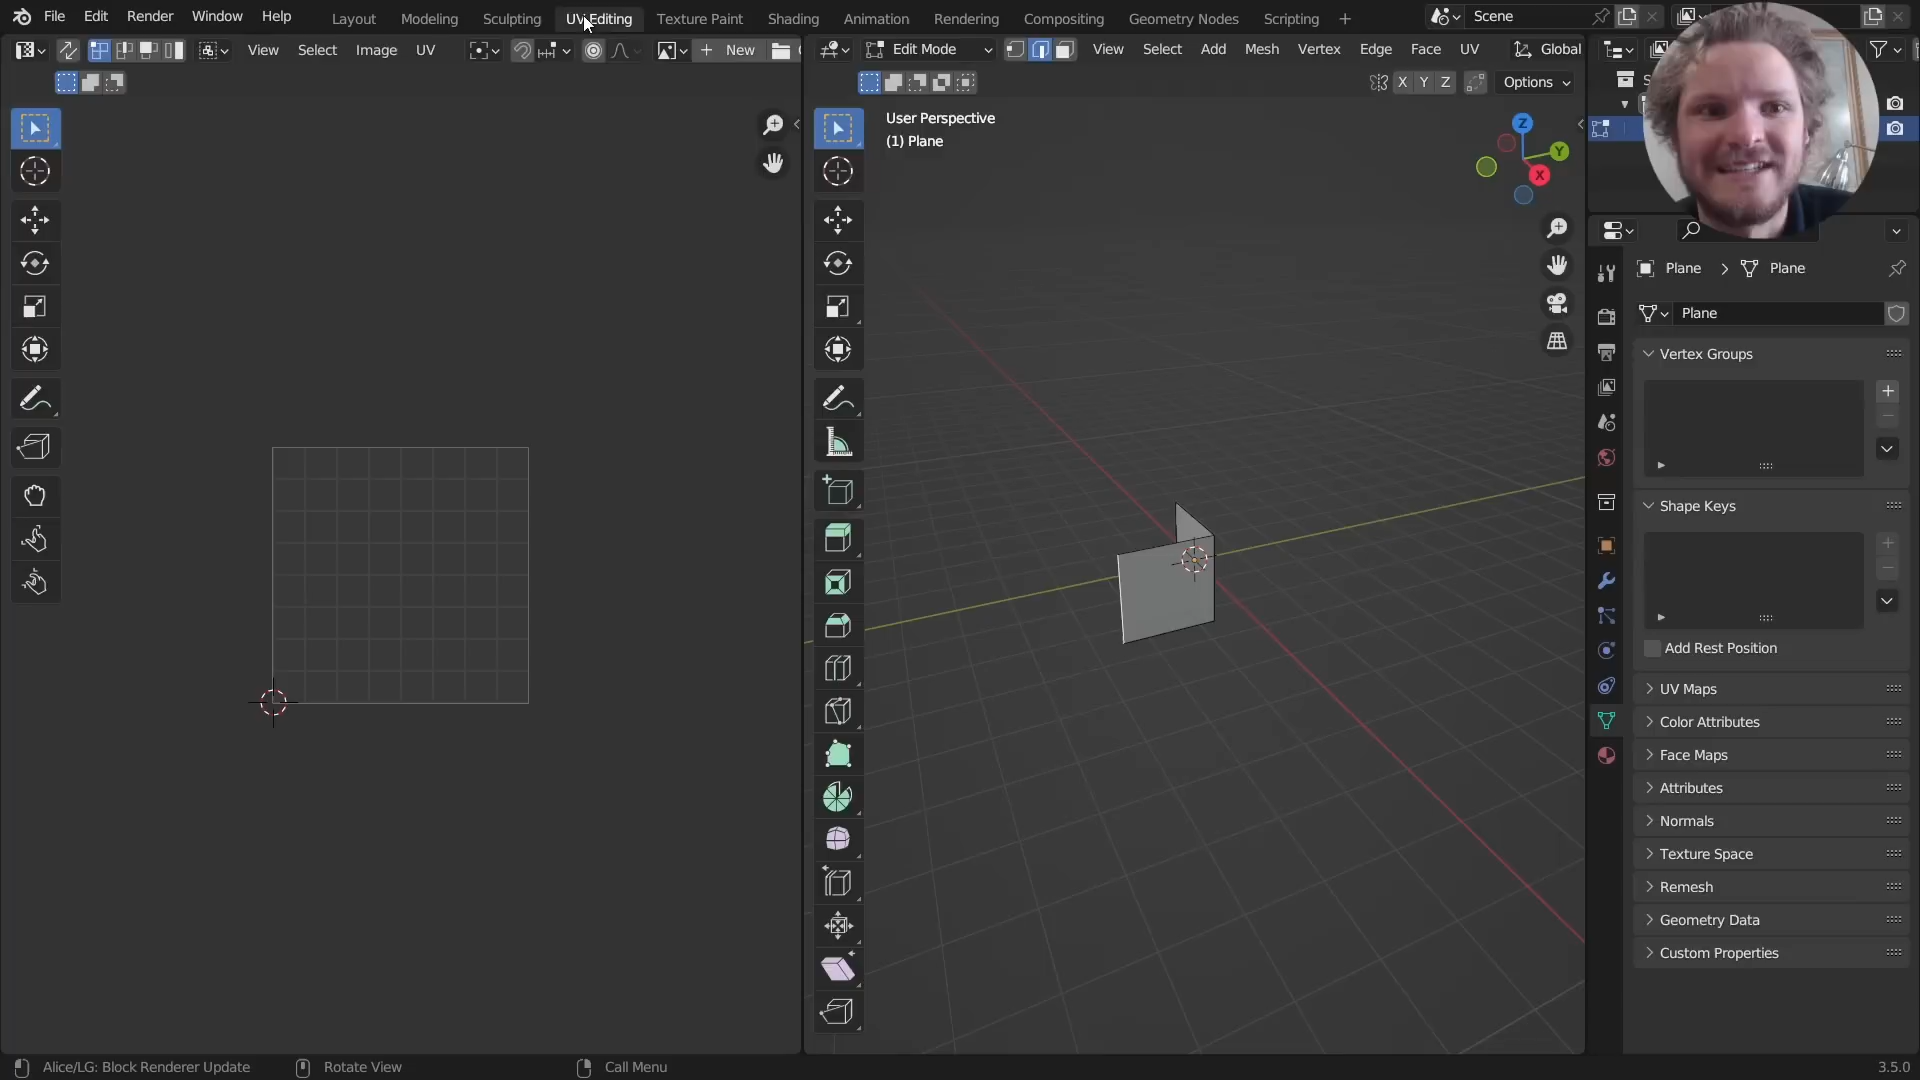 File Edit Render Window Help Layout Modeling Sculpting UV Editing Texture Paint Shading Animation Rendering Compositing Geometry Nodes Scripting + Scene
View Select Image UV New Edit Mode View Select Add Mesh Vertex Edge Face UV Global
X Y Z Options
User Perspective
(1) Plane
Z
Y
X
Plane Plane
Plane
Vertex Groups
Shape Keys
Add Rest Position
UV Maps
Color Attributes
Face Maps
Attributes
Normals
Texture Space
Remesh
Geometry Data
Custom Properties
Alice/LG: Block Renderer Update Rotate View Call Menu 3.5.0